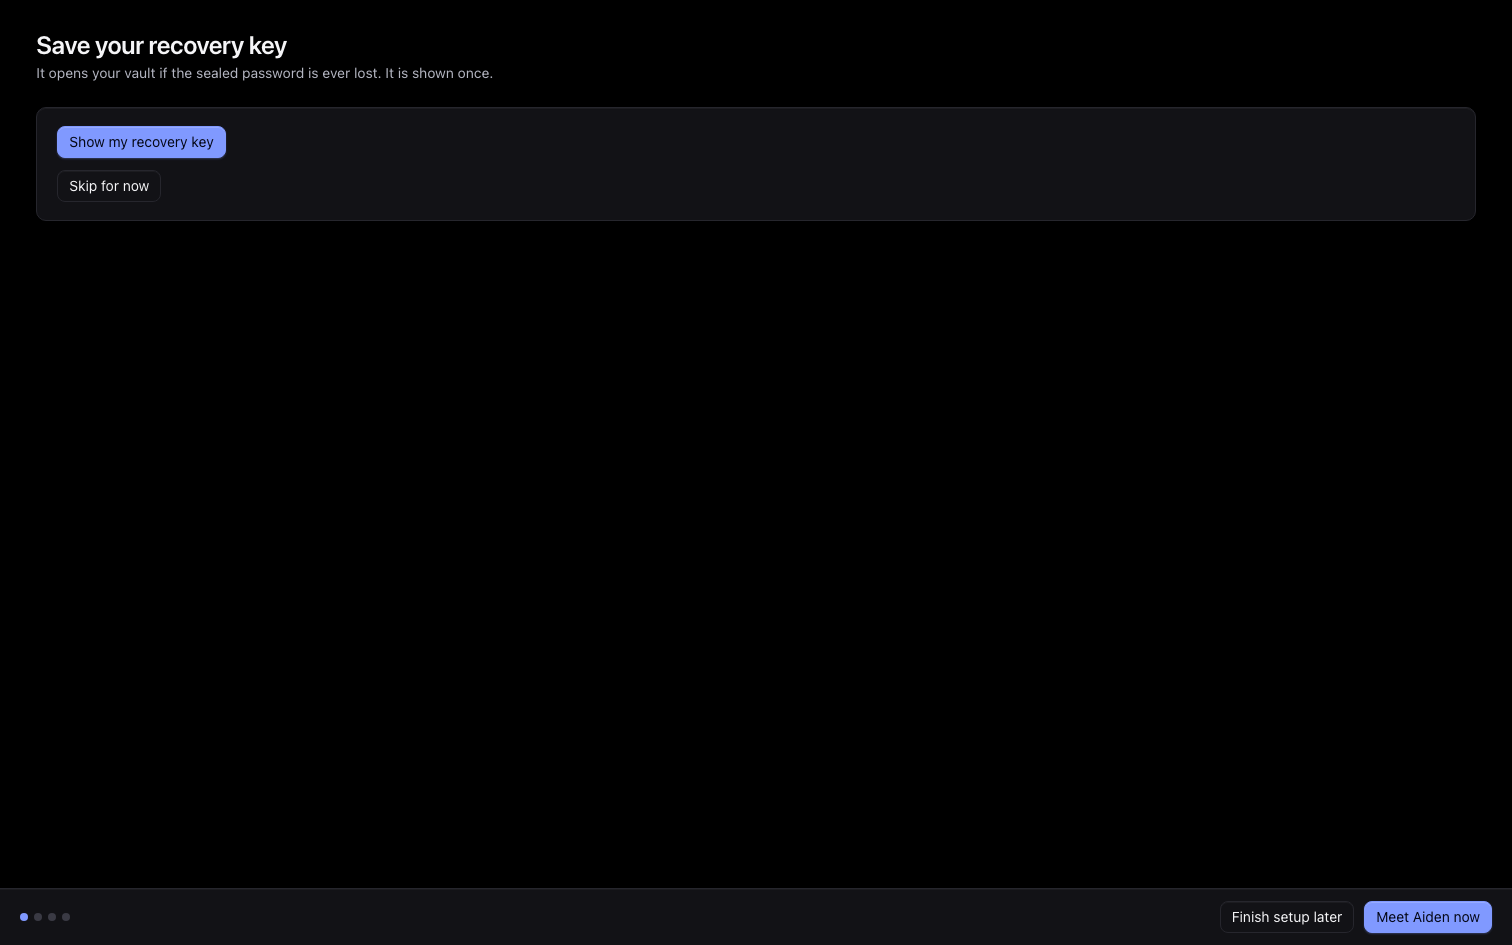 Save your recovery key
It opens your vault if the sealed password is ever lost. It is shown once.
Show my recovery key
Skip for now
Finish setup later
Meet Aiden now